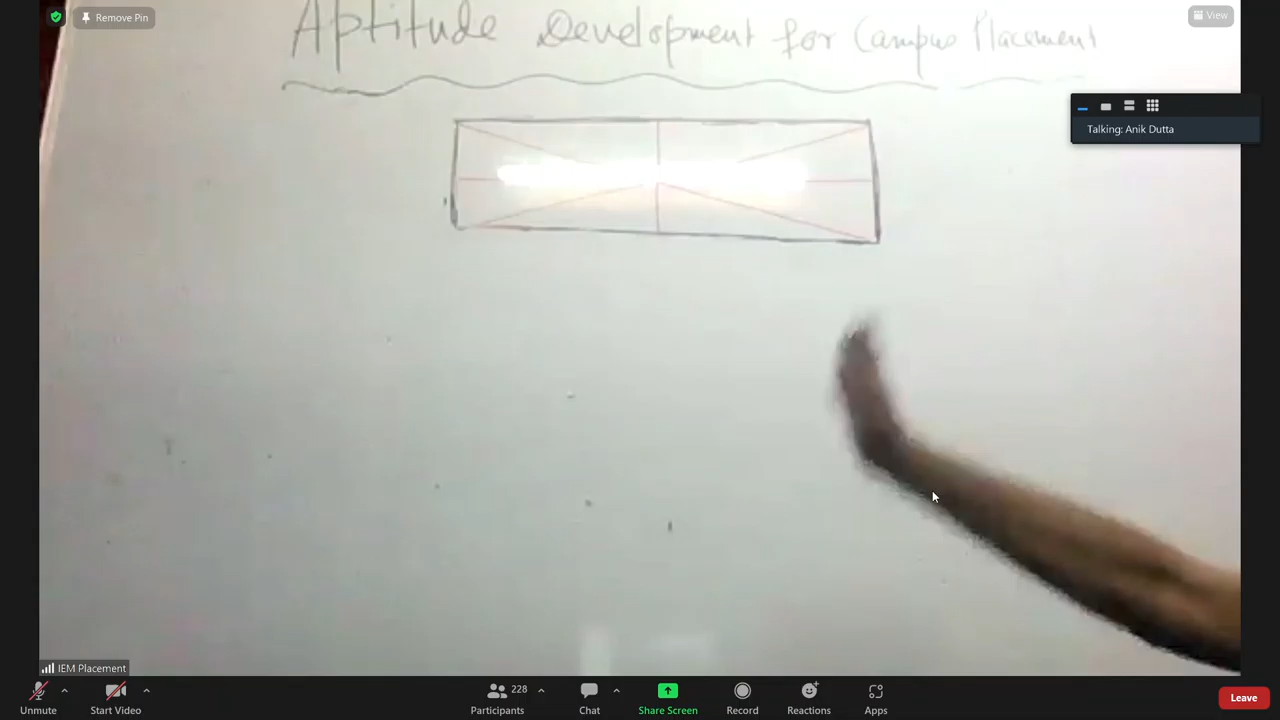 Remove Pin
View
Aptitude Development for Campus Placement
Talking: Anik Dutta
IEM Placement
228
Unmute
Start Video
Participants
Chat
Share Screen
Record
Reactions
Apps
Leave